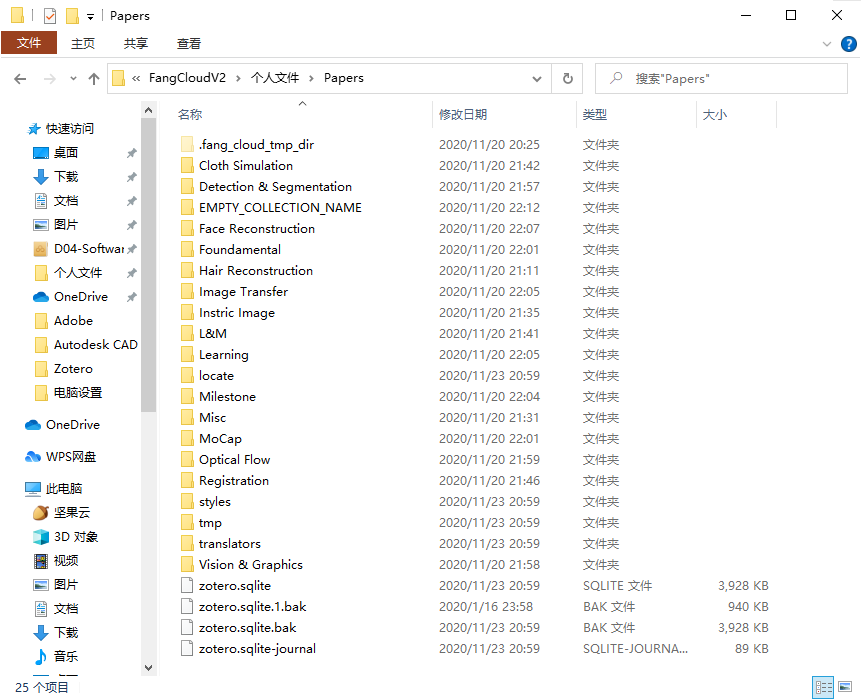 Papers
文件 主页 共享 查看
« FangCloudV2 › 个人文件 › Papers 搜索"Papers"
快速访问
桌面
下载
文档
图片
D04-Softwar
个人文件
OneDrive
Adobe
Autodesk CAD
Zotero
电脑设置
OneDrive
WPS网盘
此电脑
坚果云
3D 对象
视频
图片
文档
下载
音乐
名称 修改日期 类型 大小
.fang_cloud_tmp_dir 2020/11/20 20:25 文件夹
Cloth Simulation 2020/11/20 21:42 文件夹
Detection & Segmentation 2020/11/20 21:57 文件夹
EMPTY_COLLECTION_NAME 2020/11/20 22:12 文件夹
Face Reconstruction 2020/11/20 22:07 文件夹
Foundamental 2020/11/20 22:01 文件夹
Hair Reconstruction 2020/11/20 21:11 文件夹
Image Transfer 2020/11/20 22:05 文件夹
Instric Image 2020/11/20 21:35 文件夹
L&M 2020/11/20 21:41 文件夹
Learning 2020/11/20 22:05 文件夹
locate 2020/11/23 20:59 文件夹
Milestone 2020/11/20 22:04 文件夹
Misc 2020/11/20 21:31 文件夹
MoCap 2020/11/20 22:01 文件夹
Optical Flow 2020/11/20 21:59 文件夹
Registration 2020/11/20 21:46 文件夹
styles 2020/11/23 20:59 文件夹
tmp 2020/11/23 20:59 文件夹
translators 2020/11/23 20:59 文件夹
Vision & Graphics 2020/11/20 21:58 文件夹
zotero.sqlite 2020/11/23 20:59 SQLITE 文件 3,928 KB
zotero.sqlite.1.bak 2020/1/16 23:58 BAK 文件 940 KB
zotero.sqlite.bak 2020/11/23 20:59 BAK 文件 3,928 KB
zotero.sqlite-journal 2020/11/23 20:59 SQLITE-JOURNA... 89 KB
25 个项目